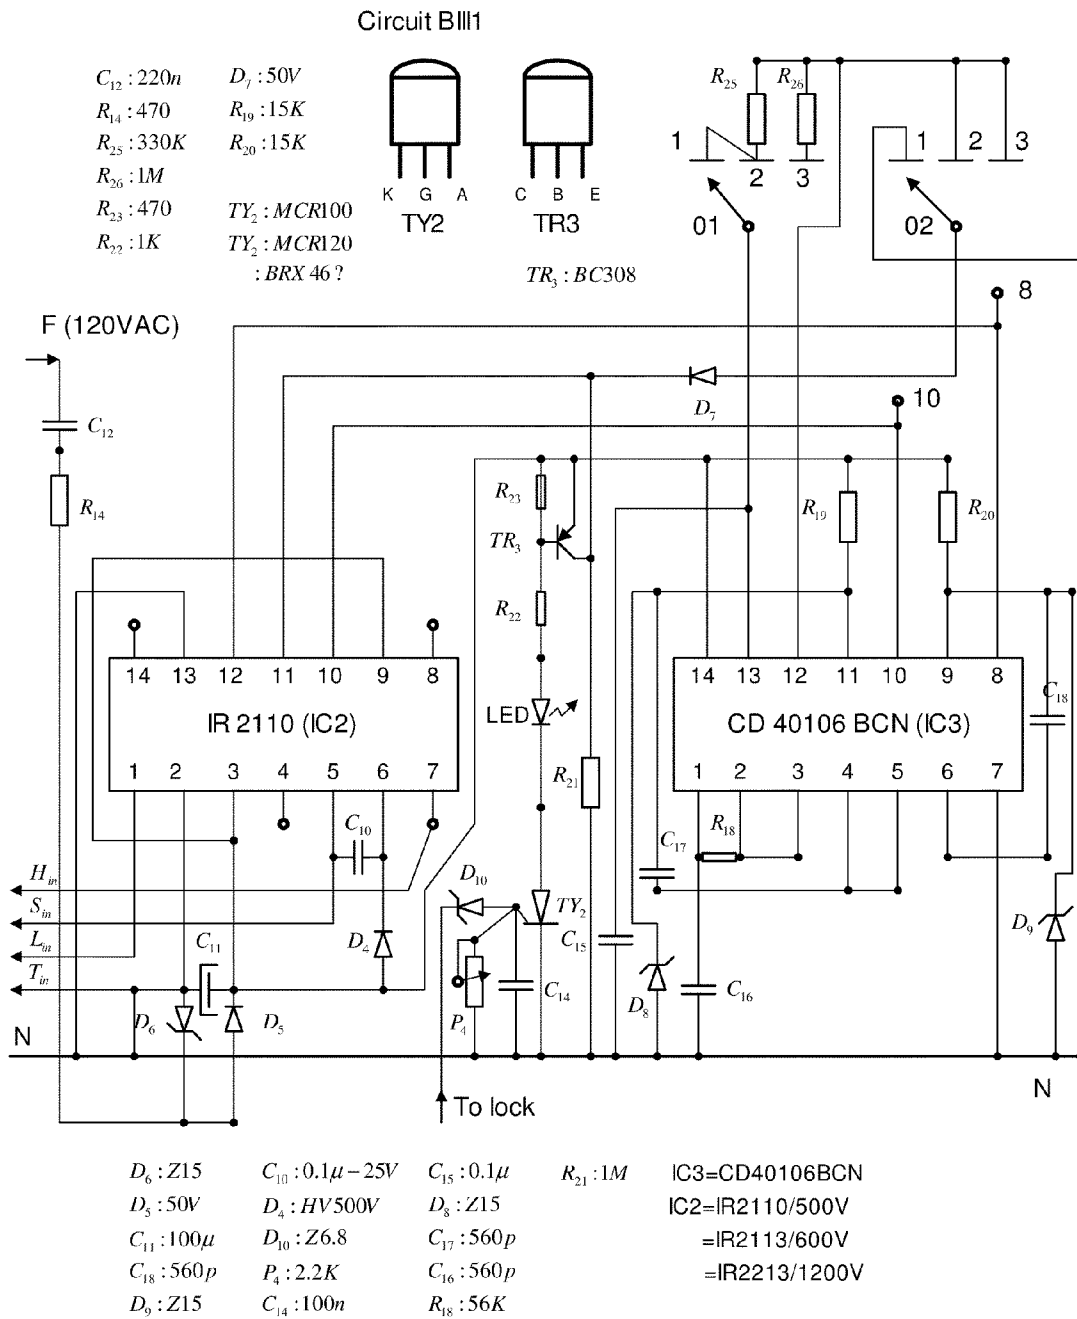 Circuit BIII1
C12 : 220n D7 : 50V
R14 : 470 R19 : 15K
R25 : 330K R20 : 15K
R26 : 1M
R23 : 470 TY2 : MCR100
R22 : 1K TY2 : MCR120
: BRX 46 ?
K G A
TY2
C B E
TR3
TR3 : BC308
R25 R26
1 2 3
01
1 2 3
02
8
F (120VAC)
D7
10
C12
R14
R23
TR3
R22
R19
R20
14 13 12 11 10 9 8
IR 2110 (IC2)
1 2 3 4 5 6 7
LED
R21
14 13 12 11 10 9 8
CD 40106 BCN (IC3)
1 2 3 4 5 6 7
C18
C10
R18
C17
Hin
D10
Sin
TY2
Lin
C11
D4
C15
D9
Tin
D6
D5
P4
C14
D8
C16
N
N
To lock
D6 : Z15 C10 : 0.1μ – 25V C15 : 0.1μ R21 : 1M IC3=CD40106BCN
D5 : 50V D4 : HV500V D8 : Z15 IC2=IR2110/500V
C11 : 100μ D10 : Z6.8 C17 : 560p =IR2113/600V
C18 : 560p P4 : 2.2K C16 : 560p =IR2213/1200V
D9 : Z15 C14 : 100n R18 : 56K